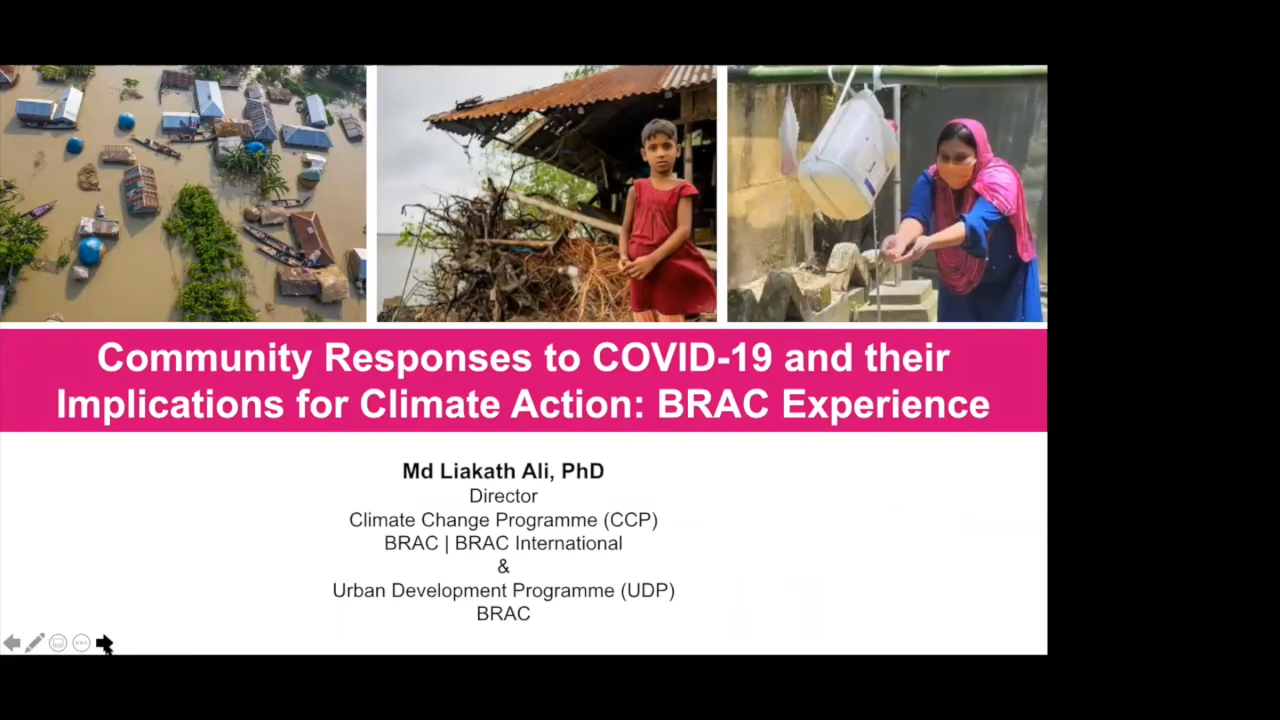 Community Responses to COVID-19 and their
Implications for Climate Action: BRAC Experience
Md Liakath Ali, PhD
Director
Climate Change Programme (CCP)
BRAC | BRAC International
&
Urban Development Programme (UDP)
BRAC